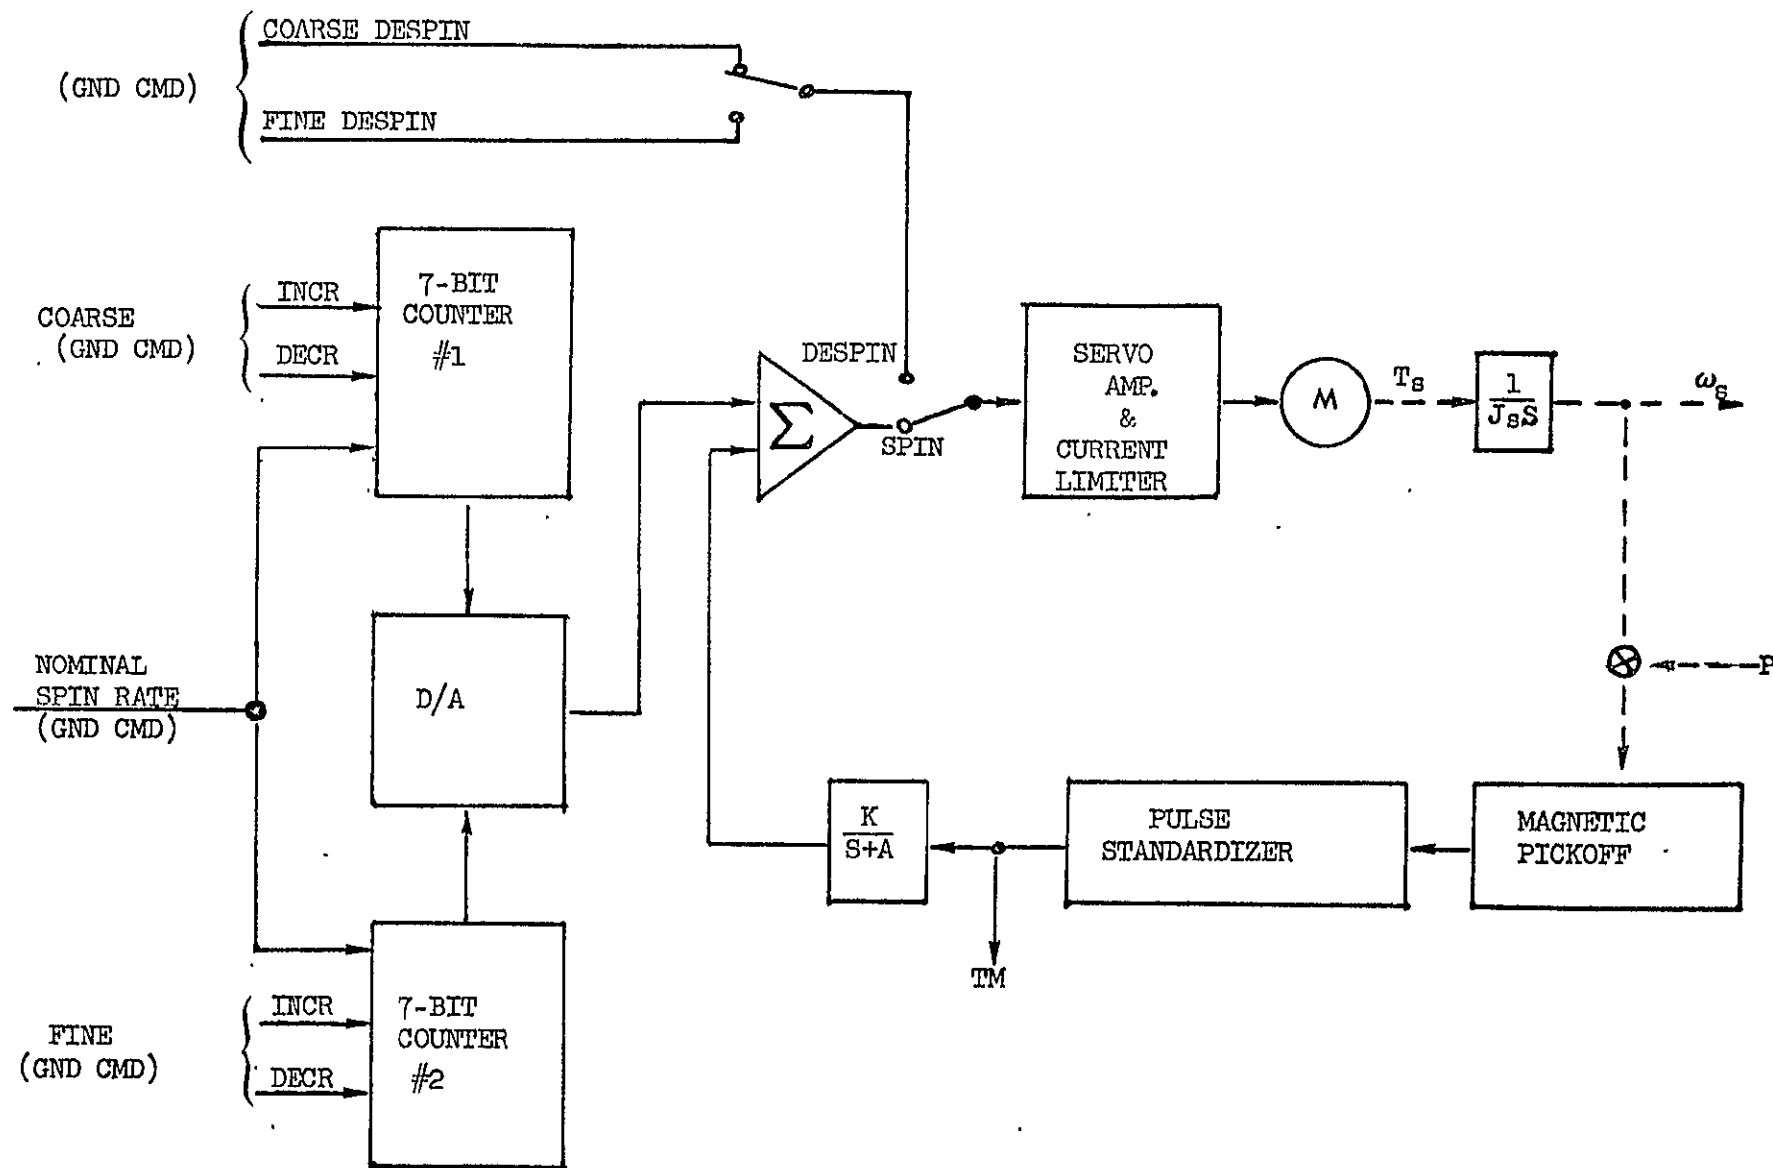 COARSE DESPIN
(GND CMD)
FINE DESPIN
7-BIT
COUNTER
#1
INCR
DECR
COARSE
(GND CMD)
DESPIN
Σ
SPIN
SERVO
AMP.
&
CURRENT
LIMITER
M
Ts
1
JsS
ωs
P
NOMINAL
SPIN RATE
(GND CMD)
D/A
K
S+A
PULSE
STANDARDIZER
MAGNETIC
PICKOFF
TM
INCR
DECR
FINE
(GND CMD)
7-BIT
COUNTER
#2